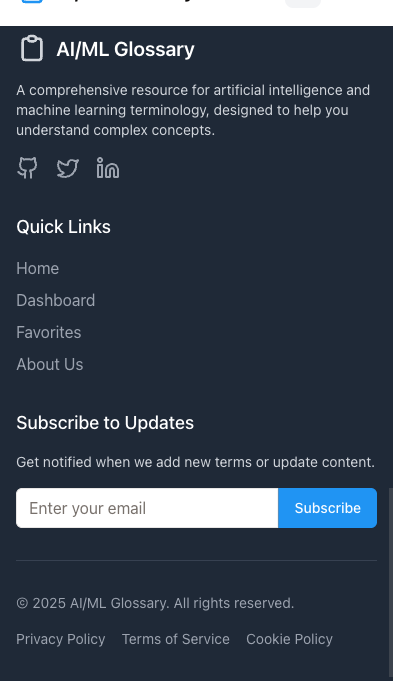 AI/ML Glossary
A comprehensive resource for artificial intelligence and
machine learning terminology, designed to help you
understand complex concepts.
Quick Links
Home
Dashboard
Favorites
About Us
Subscribe to Updates
Get notified when we add new terms or update content.
Enter your email
Subscribe
© 2025 AI/ML Glossary. All rights reserved.
Privacy Policy Terms of Service Cookie Policy